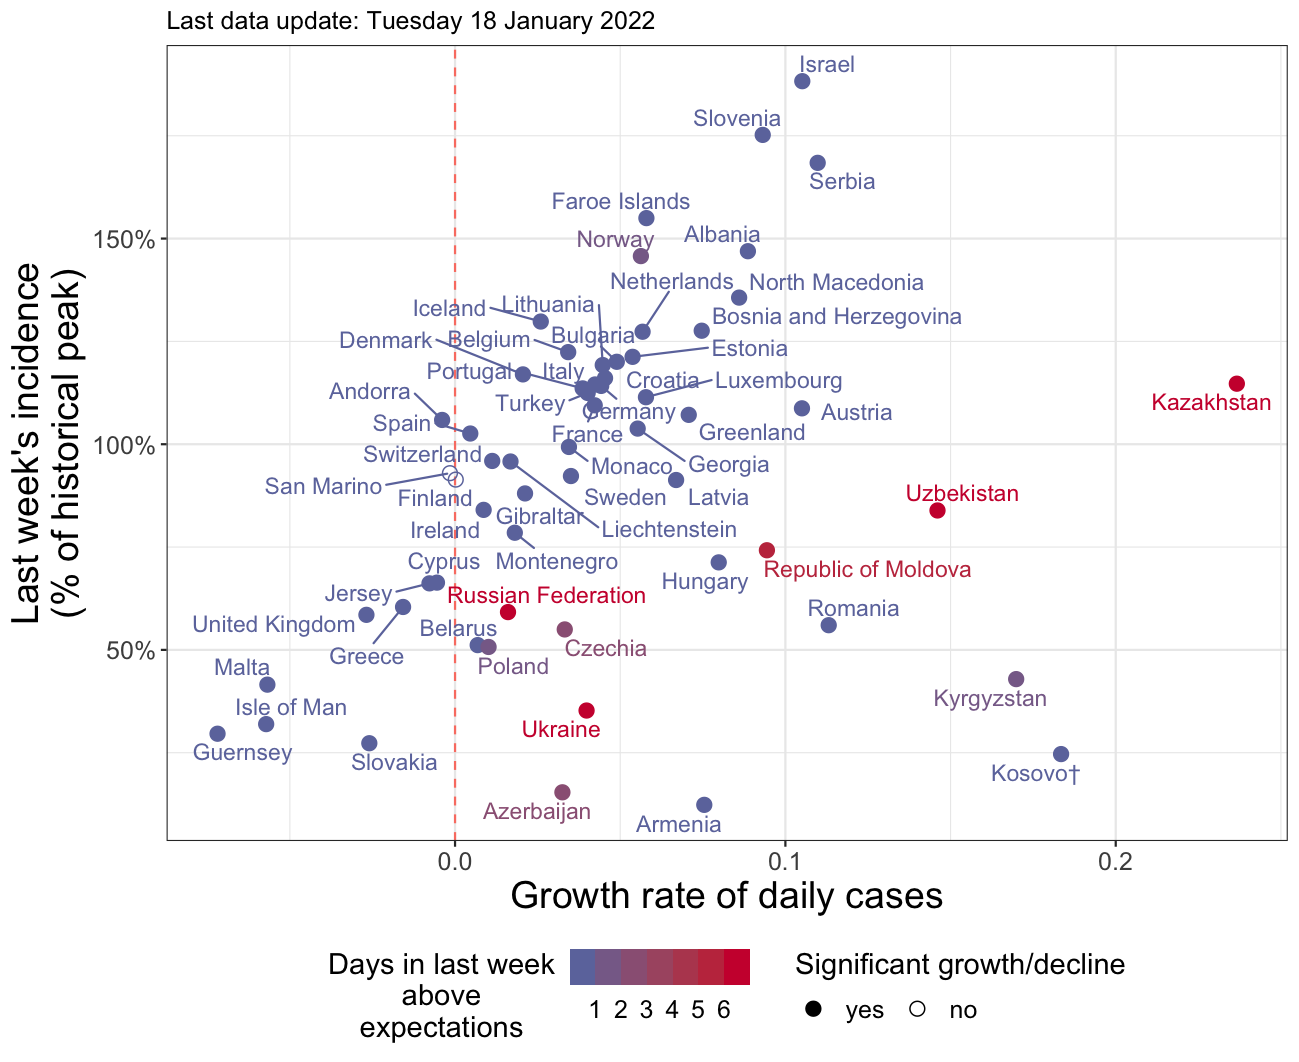 Last data update: Tuesday 18 January 2022
Last week's incidence
(% of historical peak)
150%
100%
50%
Israel
Slovenia
Serbia
Faroe Islands
Norway
Albania
Netherlands
North Macedonia
Iceland
Lithuania
Bosnia and Herzegovina
Denmark
Belgium
Bulgaria
Estonia
Portugal
Italy
Croatia
Luxembourg
Andorra
Turkey
Germany
Austria
Kazakhstan
Spain
France
Greenland
Switzerland
Monaco
Georgia
San Marino
Finland
Sweden
Latvia
Uzbekistan
Ireland
Gibraltar
Liechtenstein
Cyprus
Montenegro
Hungary
Republic of Moldova
Jersey
Russian Federation
Romania
United Kingdom
Belarus
Greece
Poland
Czechia
Malta
Isle of Man
Kyrgyzstan
Guernsey
Slovakia
Ukraine
Kosovo†
Azerbaijan
Armenia
0.0
0.1
0.2
Growth rate of daily cases
Days in last week
above
expectations
1 2 3 4 5 6
Significant growth/decline
yes
no